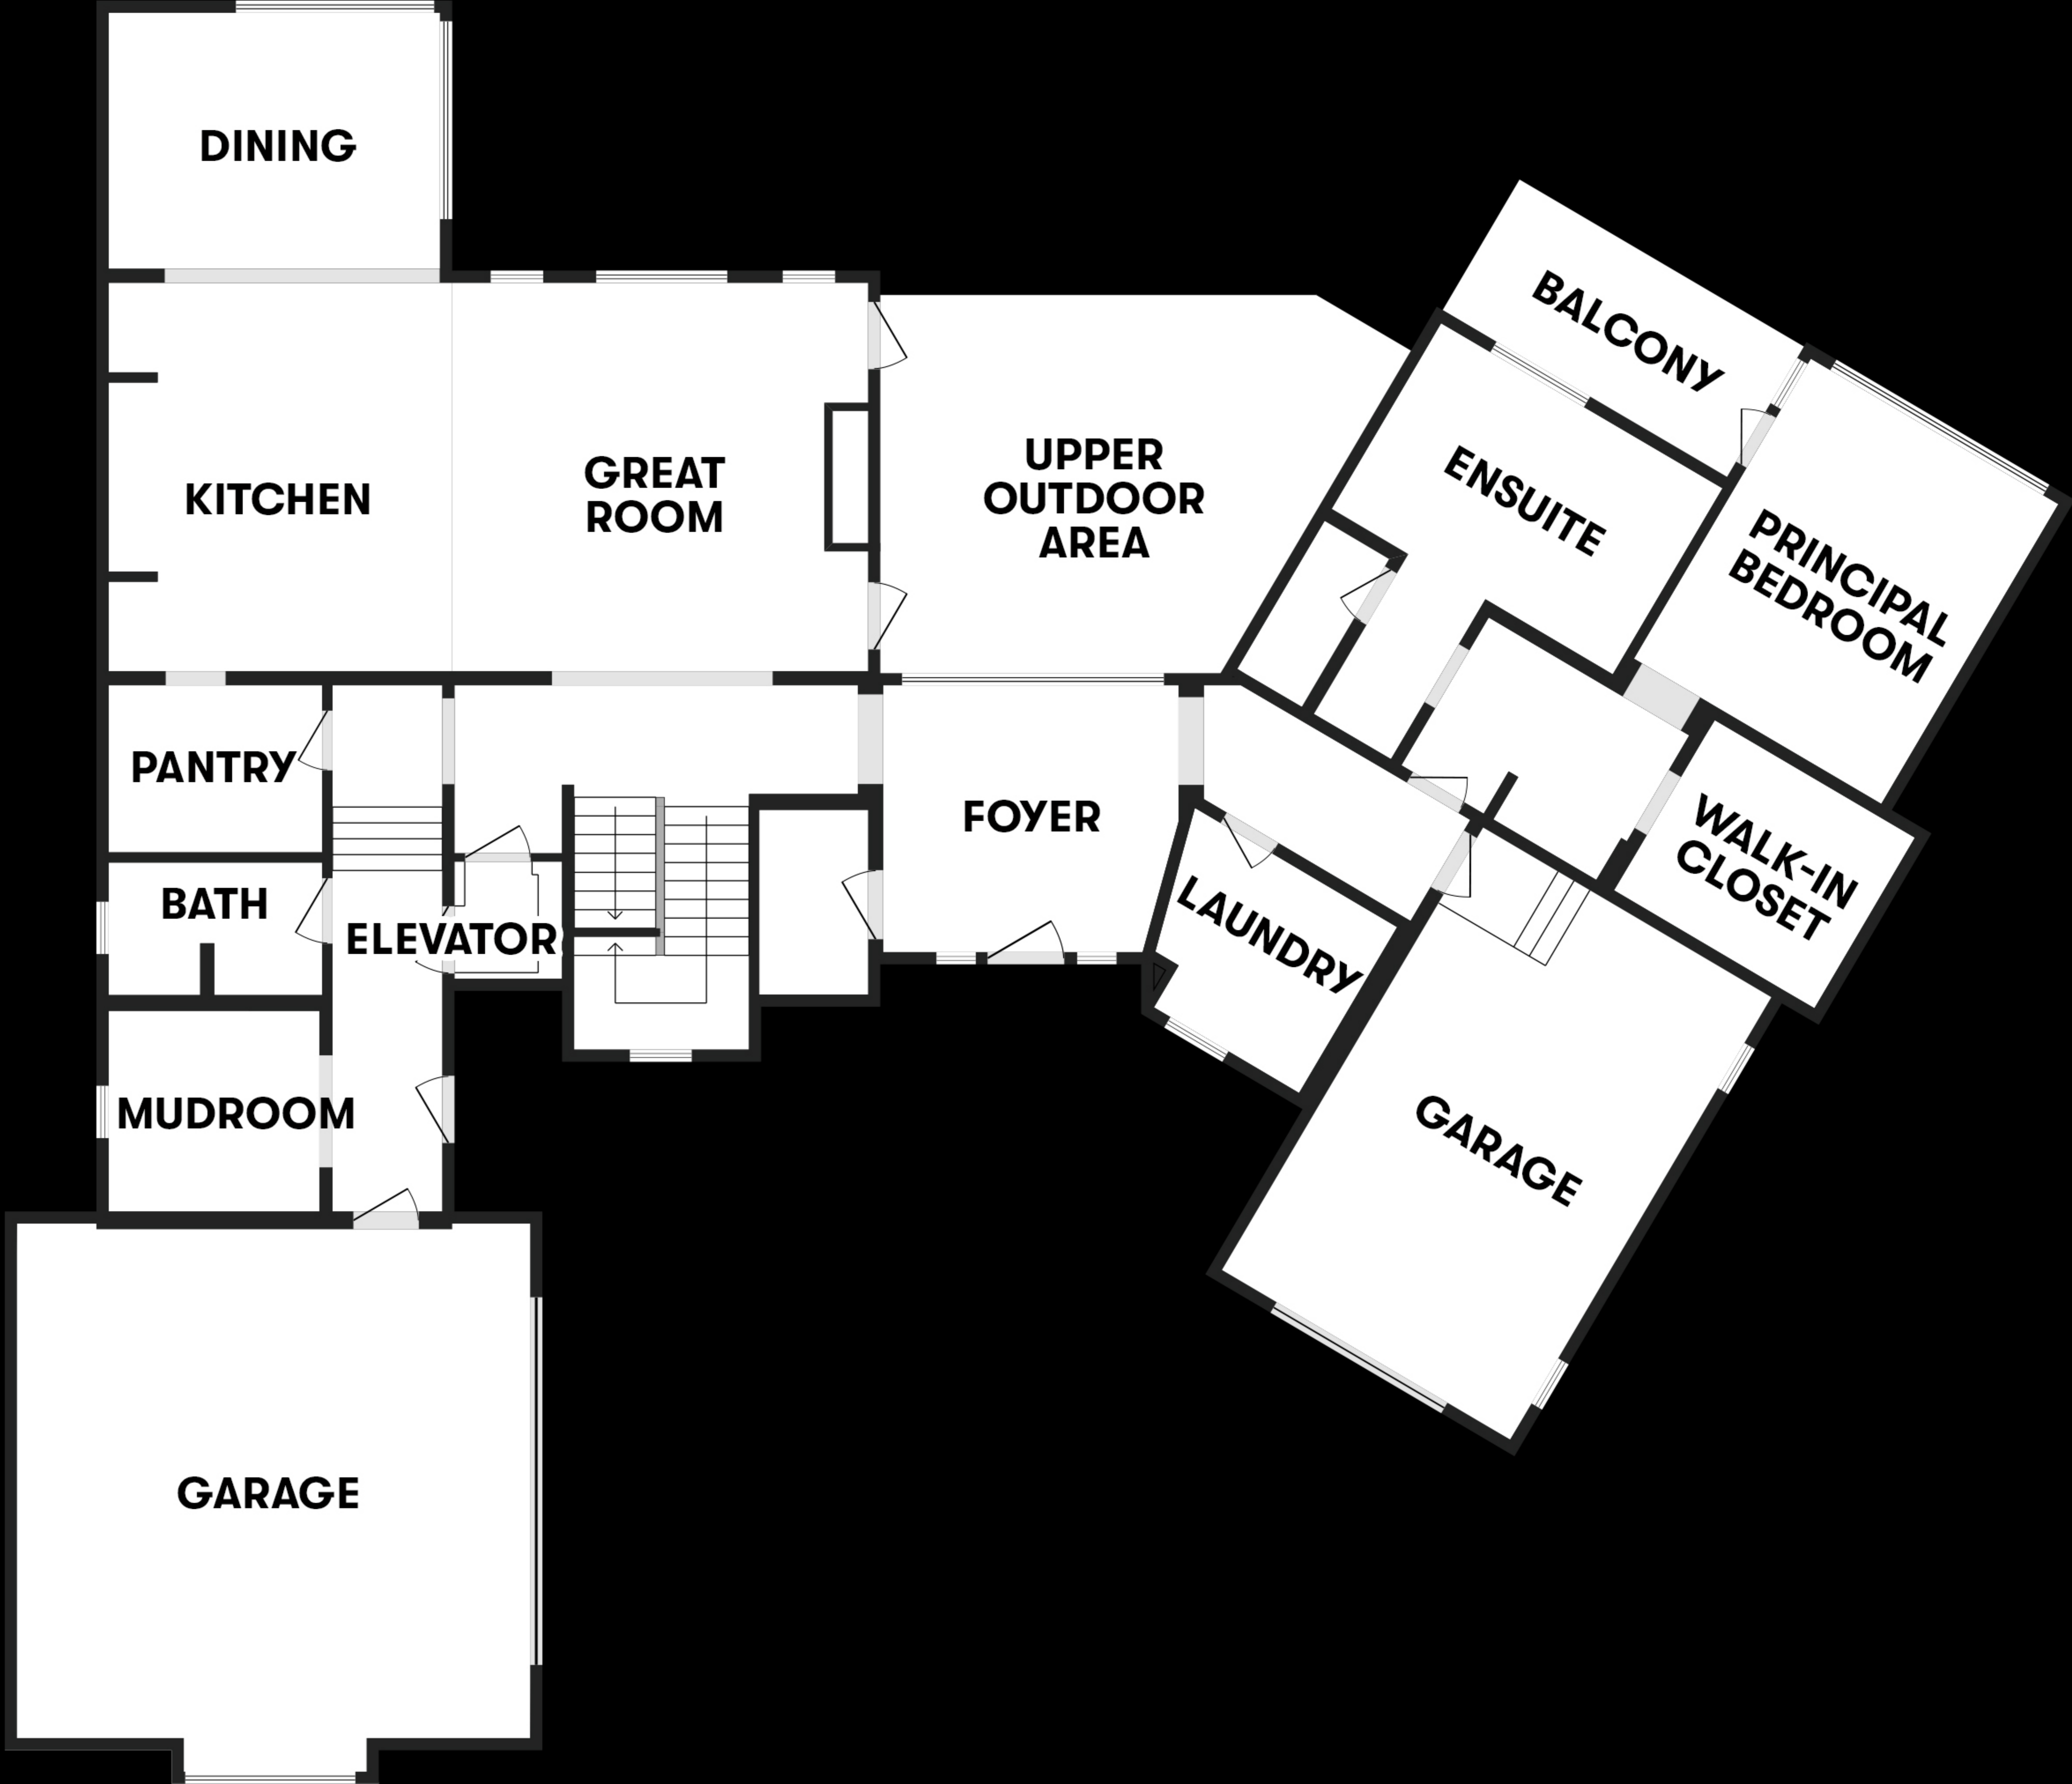 DINING
BALCONY
KITCHEN
GREAT
ROOM
UPPER
OUTDOOR
AREA
ENSUITE
PRINCIPAL
BEDROOM
PANTRY
FOYER
WALK-IN
CLOSET
BATH
ELEVATOR
LAUNDRY
MUDROOM
GARAGE
GARAGE